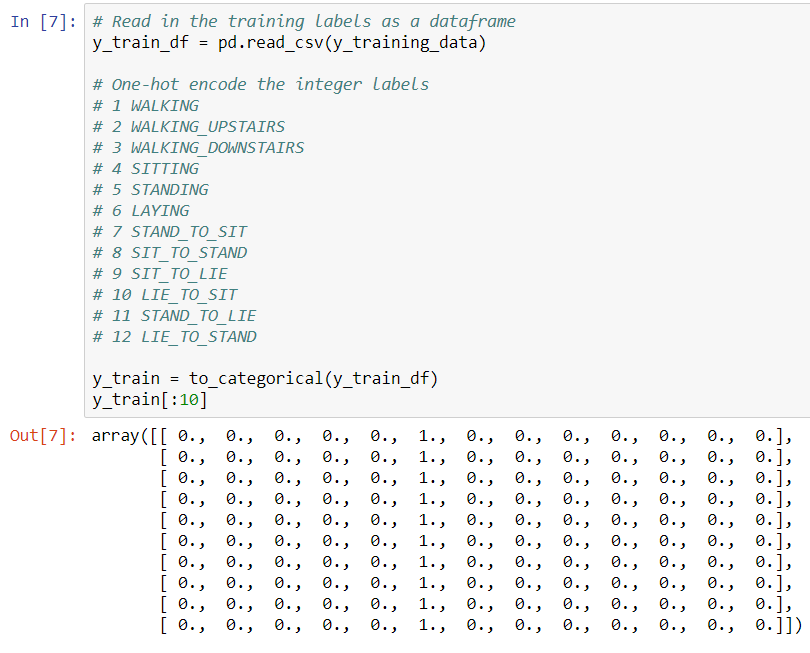 In [7]: # Read in the training labels as a dataframe
y_train_df = pd.read_csv(y_training_data)
# One-hot encode the integer labels
# 1 WALKING
# 2 WALKING_UPSTAIRS
# 3 WALKING_DOWNSTAIRS
# 4 SITTING
# 5 STANDING
# 6 LAYING
# 7 STAND_TO_SIT
# 8 SIT_TO_STAND
# 9 SIT_TO_LIE
# 10 LIE_TO_SIT
# 11 STAND_TO_LIE
# 12 LIE_TO_STAND
y_train = to_categorical(y_train_df)
y_train[:10]
Out[7]: array([[ 0., 0., 0., 0., 0., 1., 0., 0., 0., 0., 0., 0., 0.],
[ 0., 0., 0., 0., 0., 1., 0., 0., 0., 0., 0., 0., 0.],
[ 0., 0., 0., 0., 0., 1., 0., 0., 0., 0., 0., 0., 0.],
[ 0., 0., 0., 0., 0., 1., 0., 0., 0., 0., 0., 0., 0.],
[ 0., 0., 0., 0., 0., 1., 0., 0., 0., 0., 0., 0., 0.],
[ 0., 0., 0., 0., 0., 1., 0., 0., 0., 0., 0., 0., 0.],
[ 0., 0., 0., 0., 0., 1., 0., 0., 0., 0., 0., 0., 0.],
[ 0., 0., 0., 0., 0., 1., 0., 0., 0., 0., 0., 0., 0.],
[ 0., 0., 0., 0., 0., 1., 0., 0., 0., 0., 0., 0., 0.],
[ 0., 0., 0., 0., 0., 1., 0., 0., 0., 0., 0., 0., 0.]])